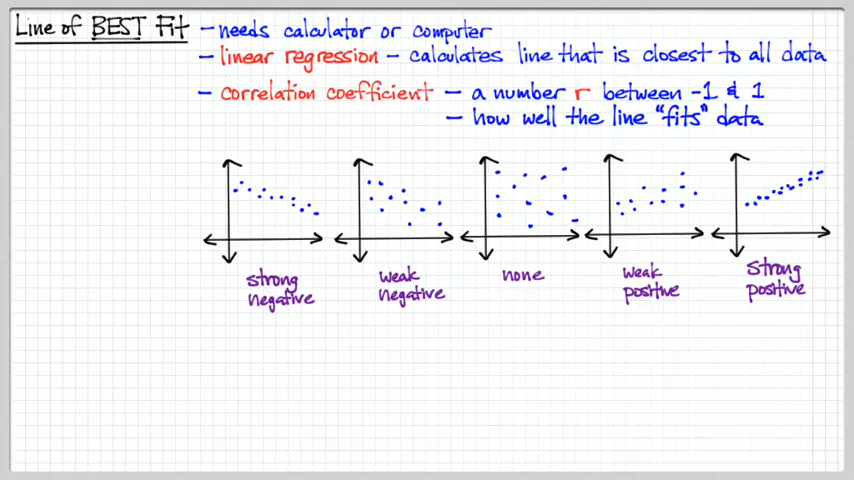 Line of BEST Fit - needs calculator or computer
- linear regression - calculates line that is closest to all data
- correlation coefficient - a number r between -1 & 1
- how well the line "fits" data
strong negative
weak negative
none
weak positive
strong positive